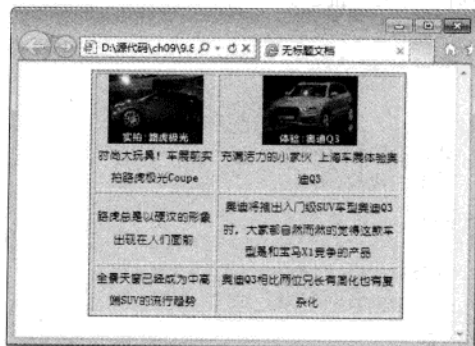 D:\源代码\ch09\9.8
无标题文档
实拍:路虎极光
体验:奥迪Q3
时尚大玩具！车展前实
拍路虎极光Coupe
充满活力的小家伙 上海车展体验奥
迪Q3
路虎总是以硬汉的形象
出现在人们面前
奥迪将推出入门级SUV车型奥迪Q3
时，大家都自然而然的觉得这款车
型是和宝马X1竞争的产品
全景天窗已经成为中高
端SUV的流行趋势
奥迪Q3相比两位兄长有简化也有复
杂化